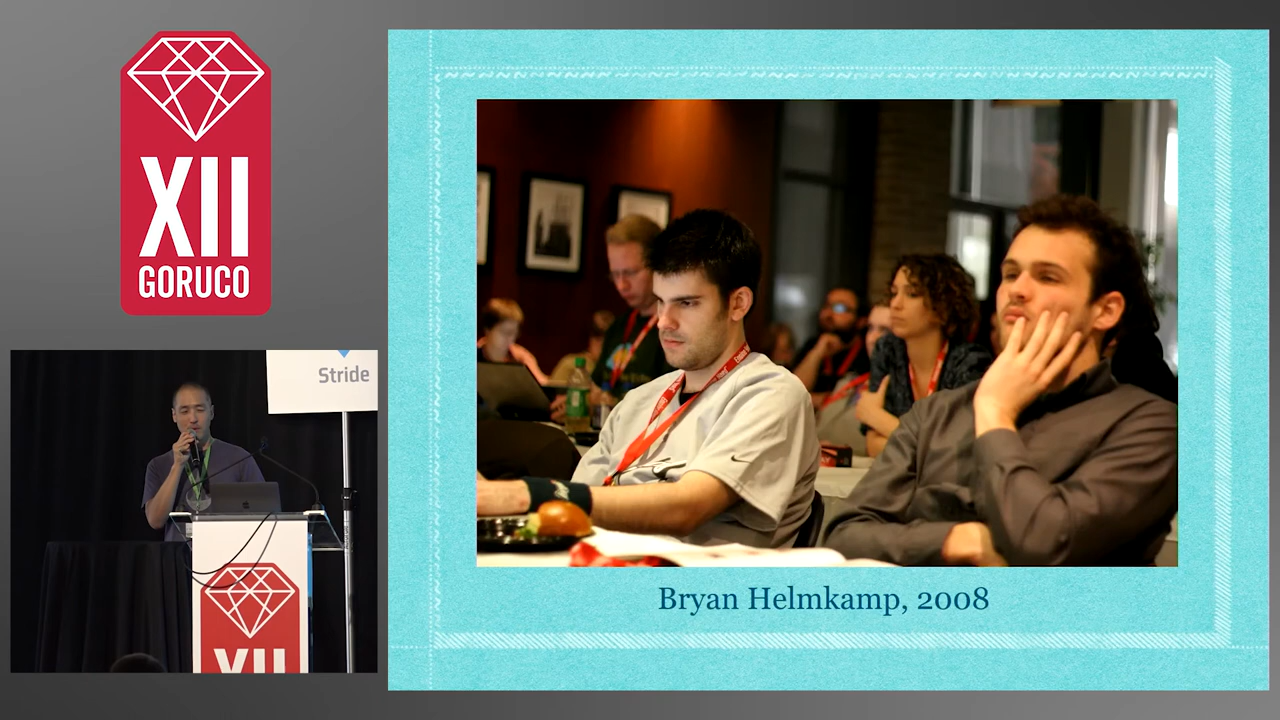 XII
GORUCO
Stride
XII
Bryan Helmkamp, 2008